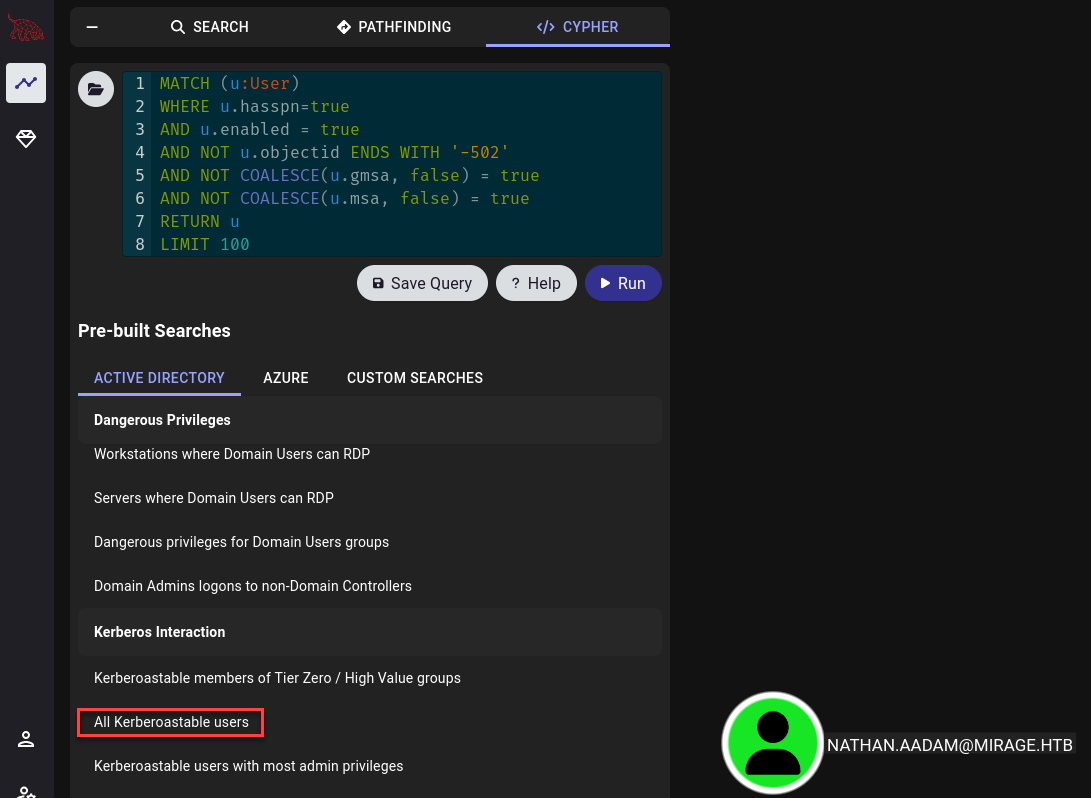 SEARCH
PATHFINDING
</> CYPHER
1 MATCH (u:User)
2 WHERE u.hasspn=true
3 AND u.enabled = true
4 AND NOT u.objectid ENDS WITH '-502'
5 AND NOT COALESCE(u.gmsa, false) = true
6 AND NOT COALESCE(u.msa, false) = true
7 RETURN u
8 LIMIT 100
Save Query
? Help
Run
Pre-built Searches
ACTIVE DIRECTORY
AZURE
CUSTOM SEARCHES
Dangerous Privileges
Workstations where Domain Users can RDP
Servers where Domain Users can RDP
Dangerous privileges for Domain Users groups
Domain Admins logons to non-Domain Controllers
Kerberos Interaction
Kerberoastable members of Tier Zero / High Value groups
All Kerberoastable users
Kerberoastable users with most admin privileges
NATHAN.AADAM@MIRAGE.HTB